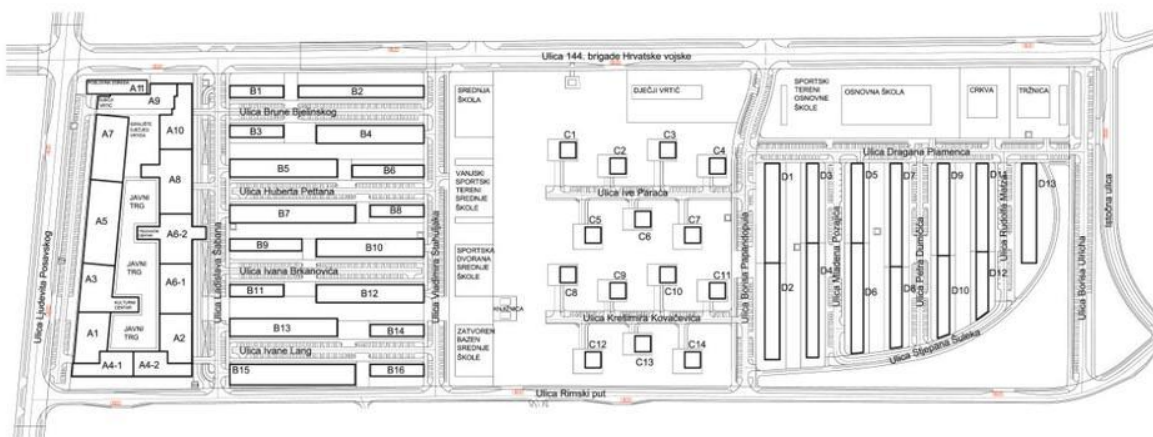 Ulica 144. brigade Hrvatske vojske
A11
A9
DJEČJI
VRTIĆ
A7
A10
A8
JAVNI
TRG
A5
A6-2
JAVNI
TRG
A3
A6-1
KULTURNI
CENTAR
A1
JAVNI
TRG
A2
A4-1
A4-2
Ulica Ljudevita Posavskog
Ulica Ladislava Šabana
B1
B2
Ulica Brune Bjelinskog
B3
B4
B5
B6
Ulica Huberta Pettana
B7
B8
B9
B10
Ulica Ivana Brkanovića
B11
B12
B13
B14
Ulica Ivane Lang
B15
B16
Ulica Vladimira Stahuljaka
SREDNJA
ŠKOLA
VANJSKI
SPORTSKI
TERENI
SREDNJE
ŠKOLE
SPORTSKA
DVORANA
SREDNJE
ŠKOLE
KNJIŽNICA
ZATVOREN
BAZEN
SREDNJE
ŠKOLE
DJEČJI VRTIĆ
C1
C3
C2
C4
Ulica Ive Paraća
C5
C6
C7
C8
C9
C10
C11
Ulica Krešimira Kovačevića
C12
C13
C14
Ulica Rimski put
Ulica Borisa Papandopula
SPORTSKI
TERENI
OSNOVNE
ŠKOLE
OSNOVNA ŠKOLA
CRKVA
TRŽNICA
Ulica Dragana Plamenca
D1
D3
D5
D7
D9
D11
D13
D2
D4
D6
D8
D10
D12
Ulica Mladena Pozajića
Ulica Petra Dumičića
Ulica Rudolfa Matza
Ulica Stjepana Šuleka
Ulica Borisa Ulricha
Istočna ulica